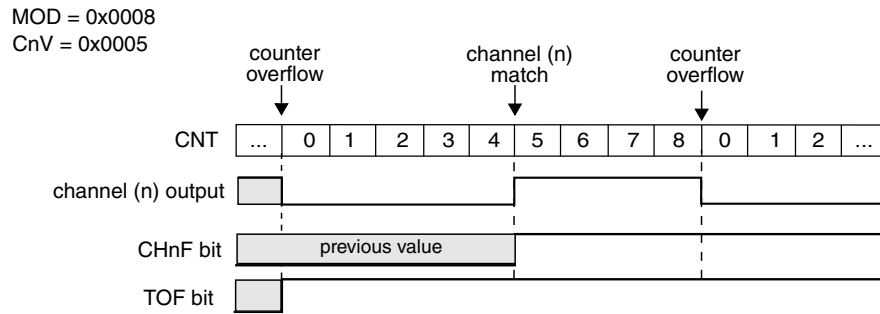 MOD = 0x0008
CnV = 0x0005
counter overflow
channel (n) match
counter overflow
CNT ... 0 1 2 3 4 5 6 7 8 0 1 2 ...
channel (n) output
CHnF bit previous value
TOF bit